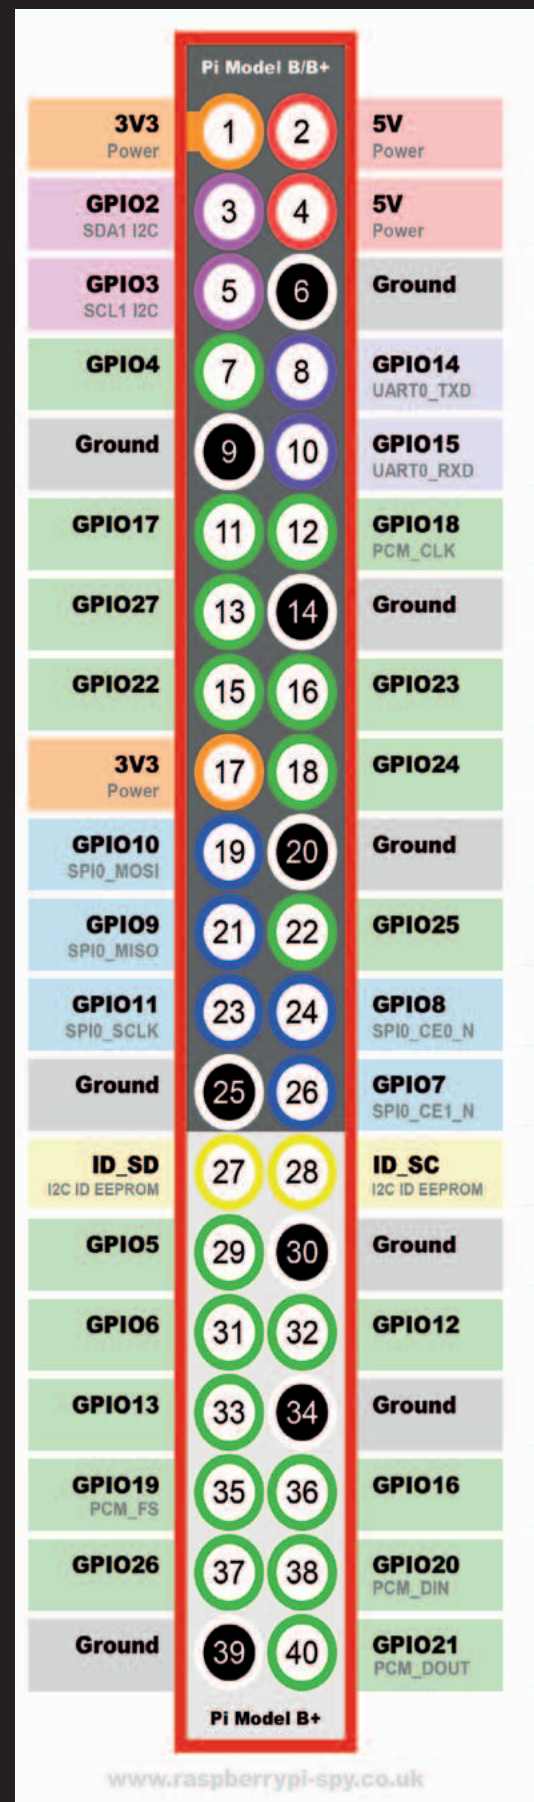 Pi Model B/B+
3V3 1 2 5V
Power Power
GPIO2 3 4 5V
SDA1 I2C Power
GPIO3 5 6 Ground
SCL1 I2C
GPIO4 7 8 GPIO14
UART0_TXD
Ground 9 10 GPIO15
UART0_RXD
GPIO17 11 12 GPIO18
PCM_CLK
GPIO27 13 14 Ground
GPIO22 15 16 GPIO23
3V3 17 18 GPIO24
Power
GPIO10 19 20 Ground
SPI0_MOSI
GPIO9 21 22 GPIO25
SPI0_MISO
GPIO11 23 24 GPIO8
SPI0_SCLK SPI0_CE0_N
Ground 25 26 GPIO7
SPI0_CE1_N
ID_SD 27 28 ID_SC
I2C ID EEPROM I2C ID EEPROM
GPIO5 29 30 Ground
GPIO6 31 32 GPIO12
GPIO13 33 34 Ground
GPIO19 35 36 GPIO16
PCM_FS
GPIO26 37 38 GPIO20
PCM_DIN
Ground 39 40 GPIO21
PCM_DOUT
Pi Model B+
www.raspberrypi-spy.co.uk